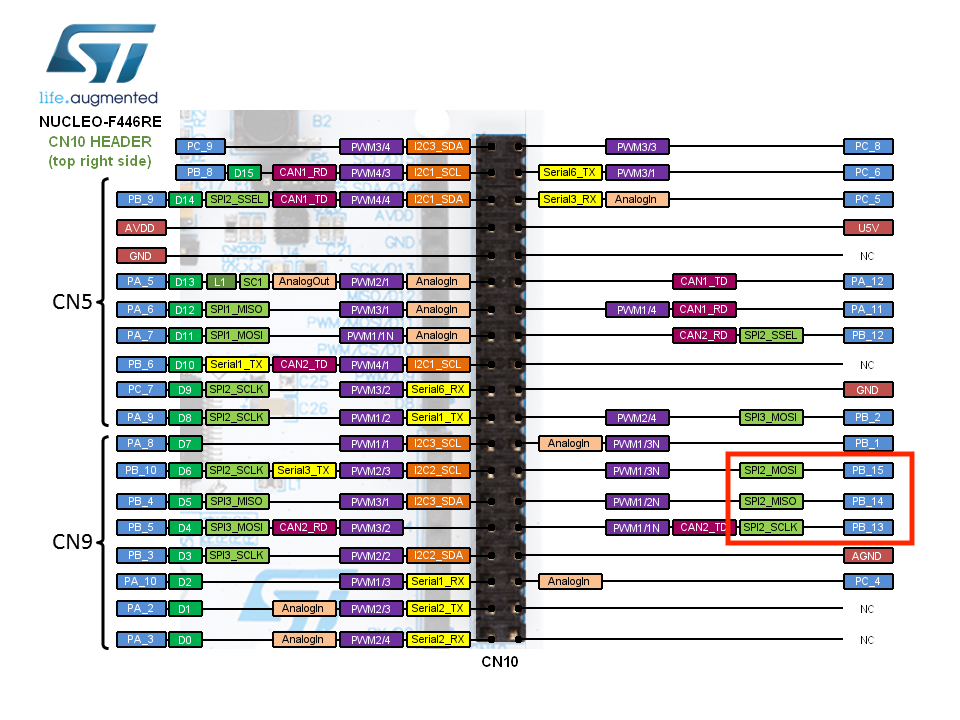 life.augmented
NUCLEO-F446RE
CN10 HEADER
(top right side)
B2
PC_9 PWM3/4 I2C3_SDA PWM3/3 PC_8
PB_8 D15 CAN1_RD PWM4/3 I2C1_SCL Serial6_TX PWM3/1 PC_6
PB_9 D14 SPI2_SSEL CAN1_TD PWM4/4 I2C1_SDA Serial3_RX AnalogIn PC_5
AVDD
AVDD U5V
GND
GND NC
PA_5 D13 L1 SC1 AnalogOut PWM2/1 AnalogIn CAN1_TD PA_12
CN5
PA_6 D12 SPI1_MISO PWM3/1 AnalogIn PWM1/4 CAN1_RD PA_11
PA_7 D11 SPI1_MOSI PWM1/1N AnalogIn CAN2_RD SPI2_SSEL PB_12
PWM/CS/D10
PB_6 D10 Serial1_TX CAN2_TD PWM4/1 I2C1_SCL NC
C25
PC_7 D9 SPI2_SCLK PWM3/2 Serial6_RX GND
C26
PA_9 D8 SPI2_SCLK PWM1/2 Serial1_TX PWM2/4 SPI3_MOSI PB_2
PA_8 D7 PWM1/1 I2C3_SCL AnalogIn PWM1/3N PB_1
PB_10 D6 SPI2_SCLK Serial3_TX PWM2/3 I2C2_SCL PWM1/3N SPI2_MOSI PB_15
PB_4 D5 SPI3_MISO PWM3/1 I2C3_SDA PWM1/2N SPI2_MISO PB_14
PB_5 D4 SPI3_MOSI CAN2_RD PWM3/2 PWM1/1N CAN2_TD SPI2_SCLK PB_13
CN9
PB_3 D3 SPI3_SCLK PWM2/2 I2C2_SDA AGND
PA_10 D2 PWM1/3 Serial1_RX AnalogIn PC_4
PA_2 D1 AnalogIn PWM2/3 Serial2_TX NC
PA_3 D0 AnalogIn PWM2/4 Serial2_RX NC
CN10